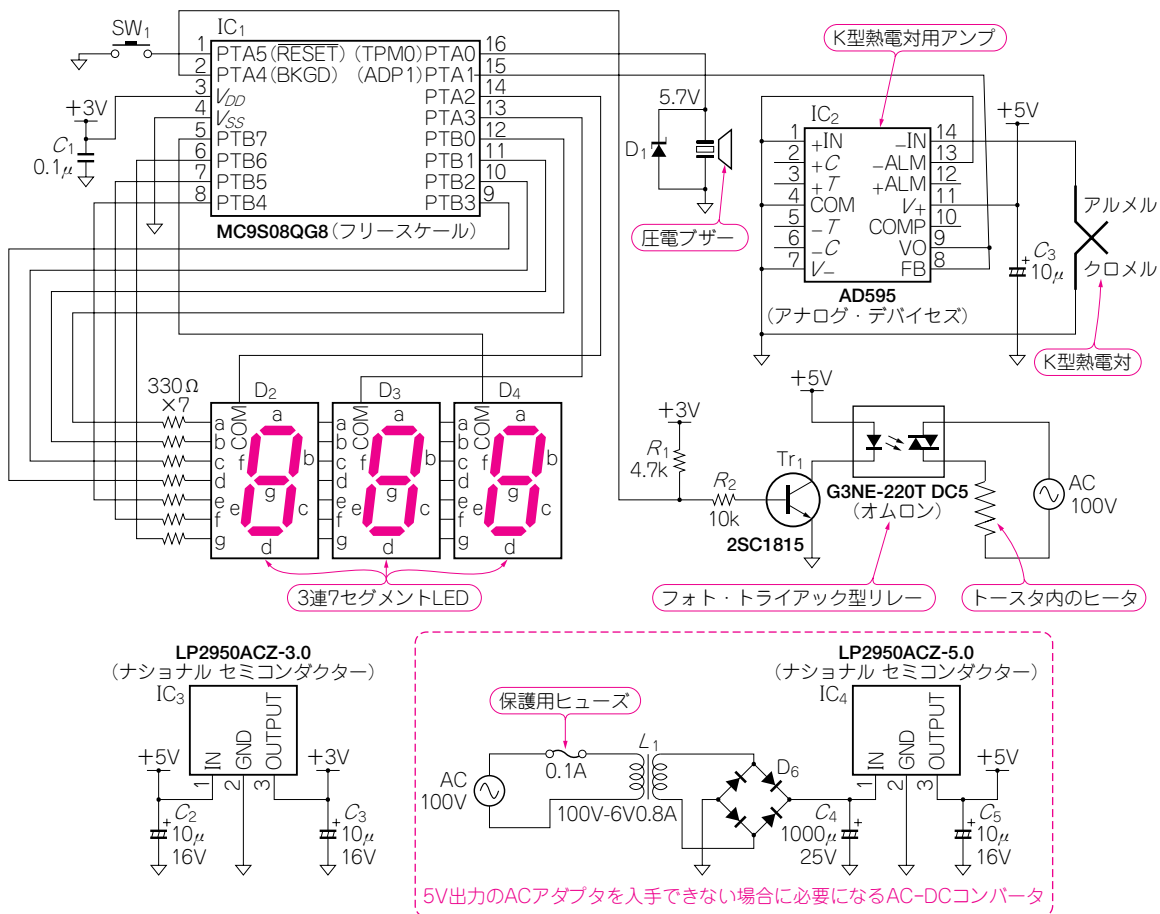 SW1
IC1
1 PTA5(RESET) (TPM0)PTA0 16
2 PTA4(BKGD) (ADP1)PTA1 15
3 VDD PTA2 14
4 VSS PTA3 13
5 PTB7 PTB0 12
6 PTB6 PTB1 11
7 PTB5 PTB2 10
8 PTB4 PTB3 9
MC9S08QG8(フリースケール)
+3V
C1
0.1μ
5.7V
D1
圧電ブザー
K型熱電対用アンプ
IC2
1 +IN −IN 14
2 +C −ALM 13
3 +T +ALM 12
4 COM V+ 11
5 −T COMP 10
6 −C VO 9
7 V− FB 8
AD595
(アナログ・デバイセズ)
+5V
+
C3
10μ
アルメル
クロメル
K型熱電対
330Ω
×7
D2
D3
D4
a
b
c
d
e
f
g
COM
a
b
c
d
e
f
g
a
b
c
d
e
f
g
COM
a
b
c
d
e
f
g
a
b
c
d
e
f
g
COM
a
b
c
d
e
f
g
3連7セグメントLED
+3V
R1
4.7k
R2
10k
Tr1
2SC1815
+5V
G3NE-220T DC5
(オムロン)
AC
100V
フォト・トライアック型リレー
トースタ内のヒータ
LP2950ACZ-3.0
(ナショナル セミコンダクター)
IC3
IN
GND
OUTPUT
1
2
3
+5V
+3V
+
C2
10μ
16V
+
C3
10μ
16V
LP2950ACZ-5.0
(ナショナル セミコンダクター)
IC4
IN
GND
OUTPUT
1
2
3
+5V
保護用ヒューズ
0.1A
L1
AC
100V
100V-6V0.8A
D6
C4
1000μ
25V
+
+
C5
10μ
16V
5V出力のACアダプタを入手できない場合に必要になるAC-DCコンバータ